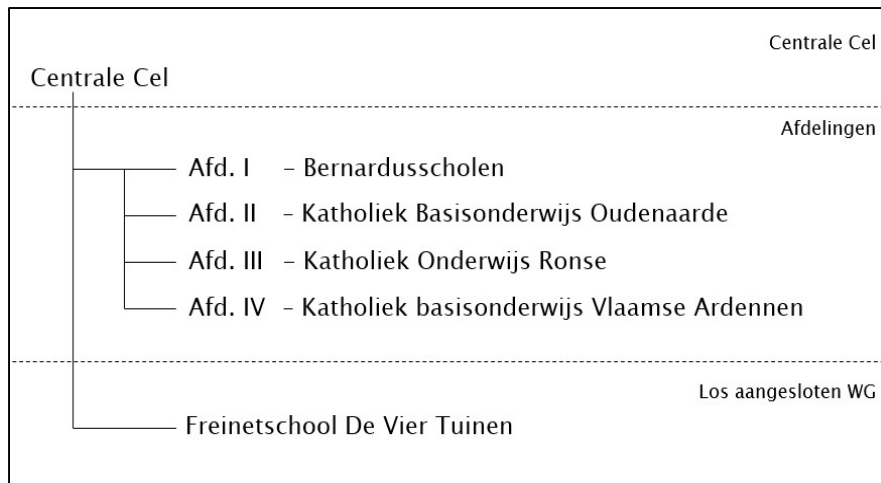 Centrale Cel
Centrale Cel
Afdelingen
Afd. I – Bernardusscholen
Afd. II – Katholiek Basisonderwijs Oudenaarde
Afd. III – Katholiek Onderwijs Ronse
Afd. IV – Katholiek basisonderwijs Vlaamse Ardennen
Los aangesloten WG
Freinetschool De Vier Tuinen